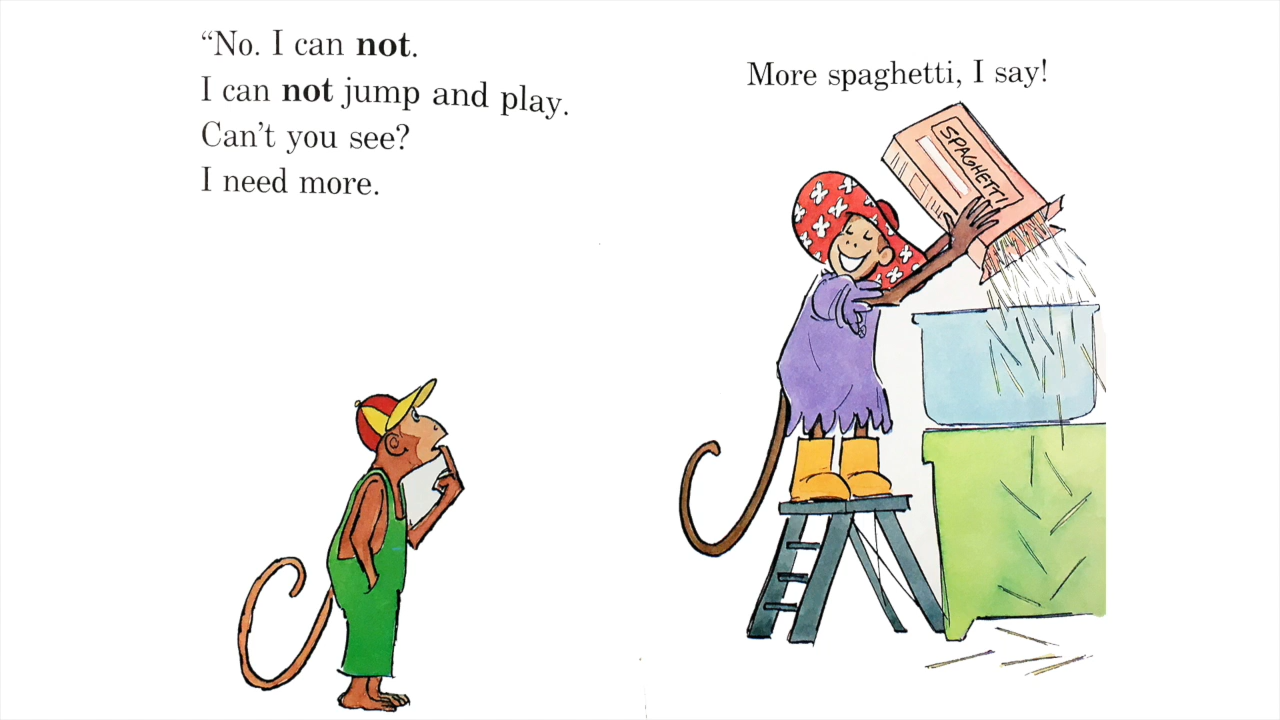 “No. I can not.
I can not jump and play.
Can’t you see?
I need more.
More spaghetti, I say!
SPAGHETTI